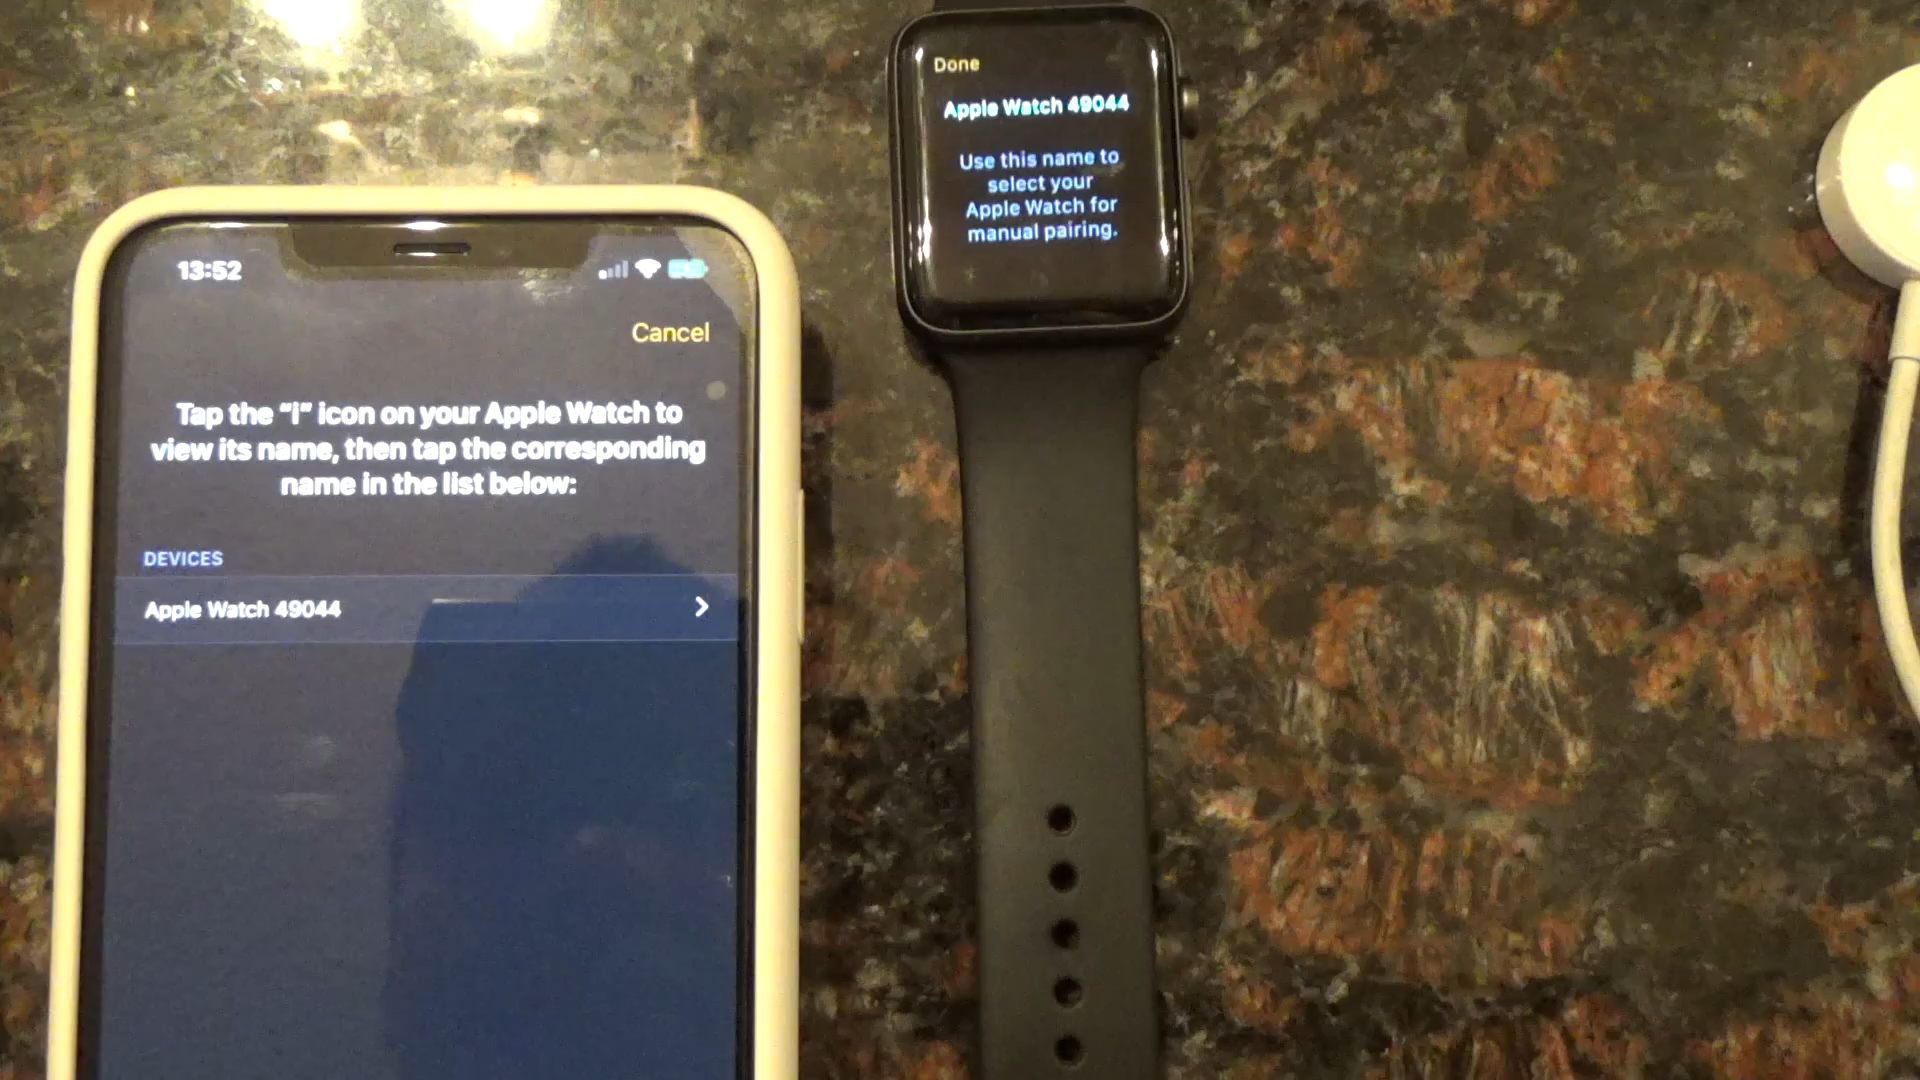 13:52
Cancel
Tap the “i” icon on your Apple Watch to
view its name, then tap the corresponding
name in the list below:
DEVICES
Apple Watch 49044
Done
Apple Watch 49044
Use this name to
select your
Apple Watch for
manual pairing.